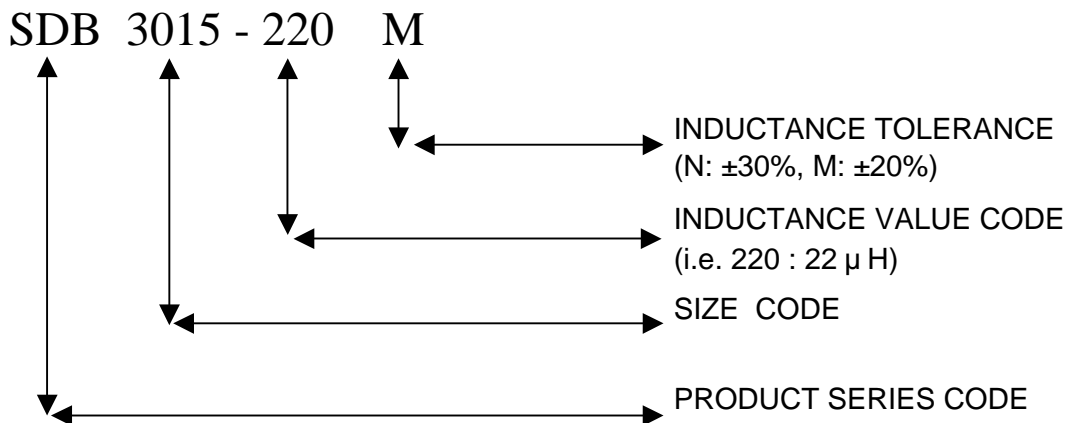 SDB 3015 - 220 M
INDUCTANCE TOLERANCE
(N: ±30%, M: ±20%)
INDUCTANCE VALUE CODE
(i.e. 220 : 22 µ H)
SIZE CODE
PRODUCT SERIES CODE